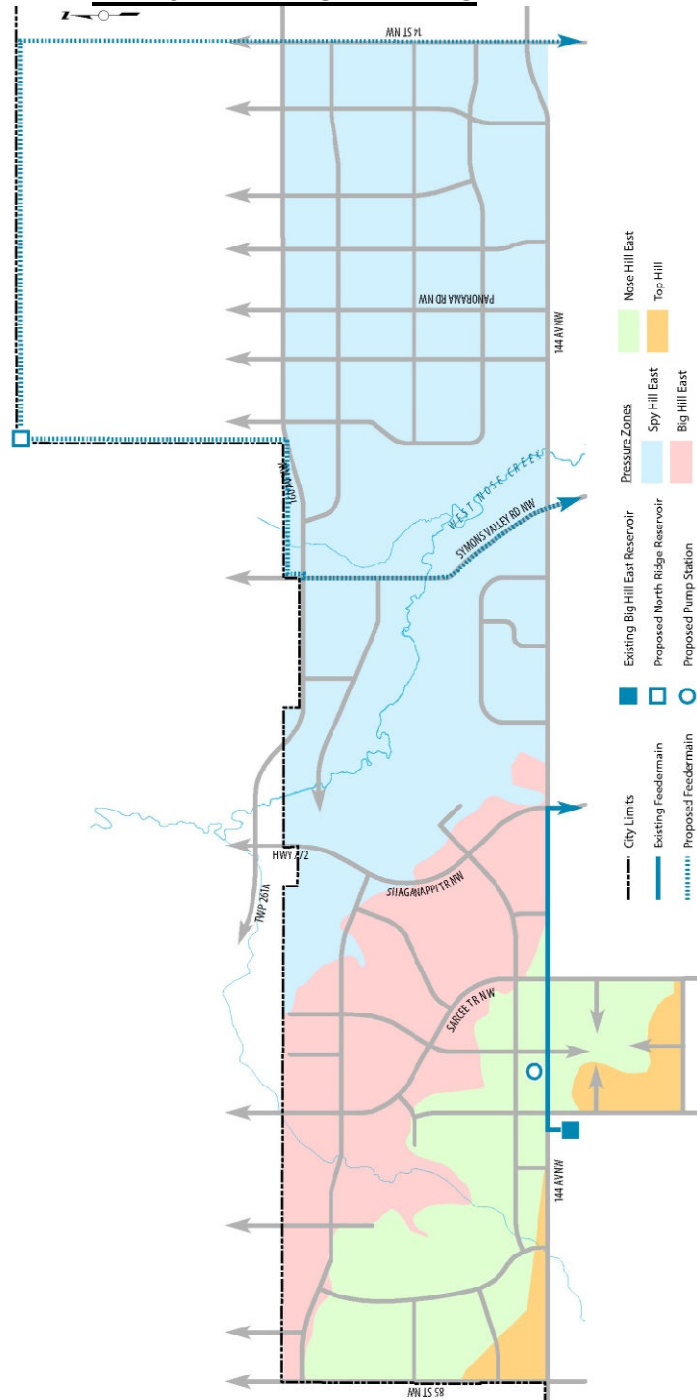 N
14 ST NW
PANORANA RD NW
144 AV NW
WEST NOSE CREEK
SYMONS VALLEY RD NW
HWY 772
TWP 261A
SHAGANAPPI TR NW
SARCEE TR NW
144 AV NW
85 ST NW
City Limits
Existing Feedermain
Proposed Feedermain
Existing Big Hill East Reservoir
Proposed North Ridge Reservoir
Proposed Pump Station
Pressure Zones
Spy Hill East
Big Hill East
Nose Hill East
Top Hill